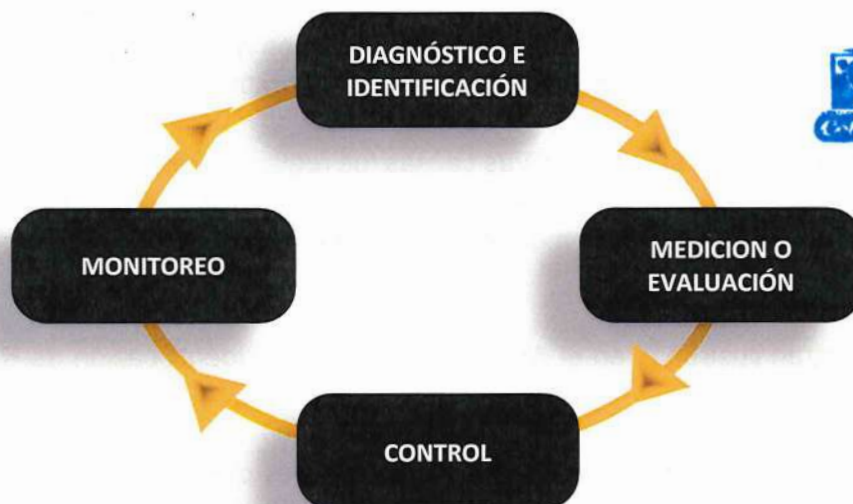 DIAGNÓSTICO E
IDENTIFICACIÓN
MEDICION O
EVALUACIÓN
CONTROL
MONITOREO